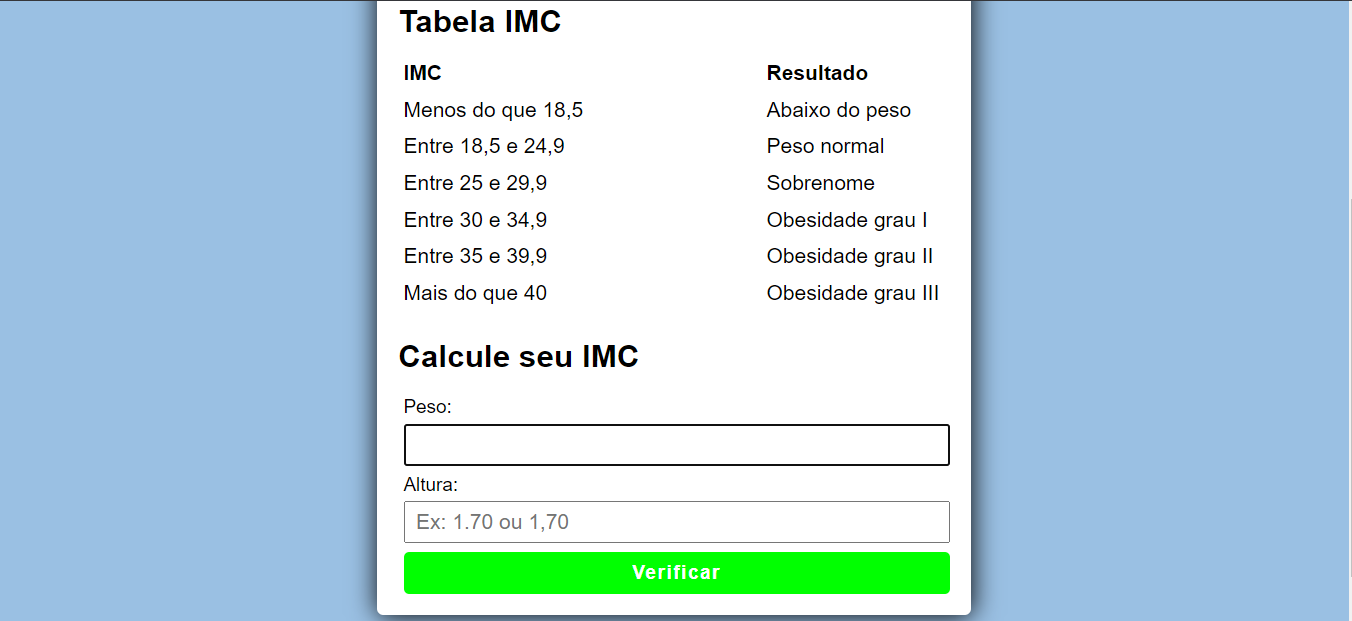 Tabela IMC
IMC Resultado
Menos do que 18,5 Abaixo do peso
Entre 18,5 e 24,9 Peso normal
Entre 25 e 29,9 Sobrenome
Entre 30 e 34,9 Obesidade grau I
Entre 35 e 39,9 Obesidade grau II
Mais do que 40 Obesidade grau III
Calcule seu IMC
Peso:
Altura:
Ex: 1.70 ou 1,70
Verificar